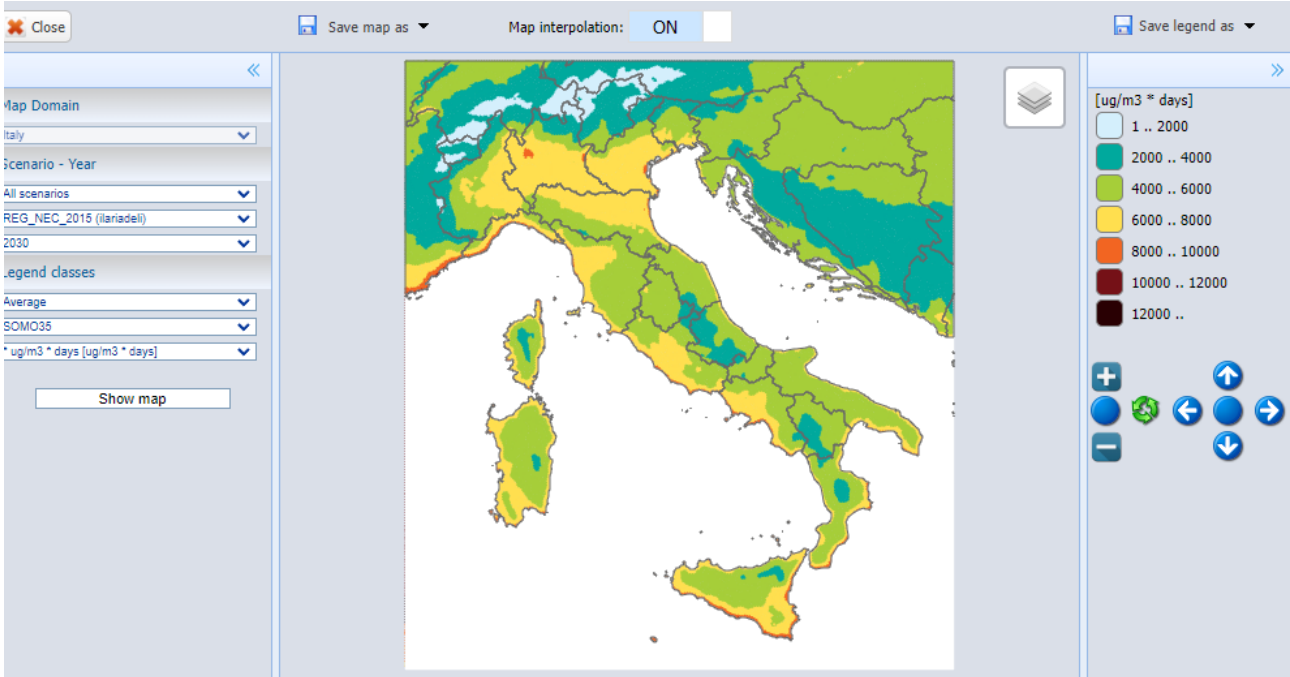 Close
Save map as
Map interpolation: ON
Save legend as
Map Domain
Italy
Scenario - Year
All scenarios
REG_NEC_2015 (ilariadeli)
2030
Legend classes
Average
SOMO35
* ug/m3 * days [ug/m3 * days]
Show map
[ug/m3 * days]
1 .. 2000
2000 .. 4000
4000 .. 6000
6000 .. 8000
8000 .. 10000
10000 .. 12000
12000 ..